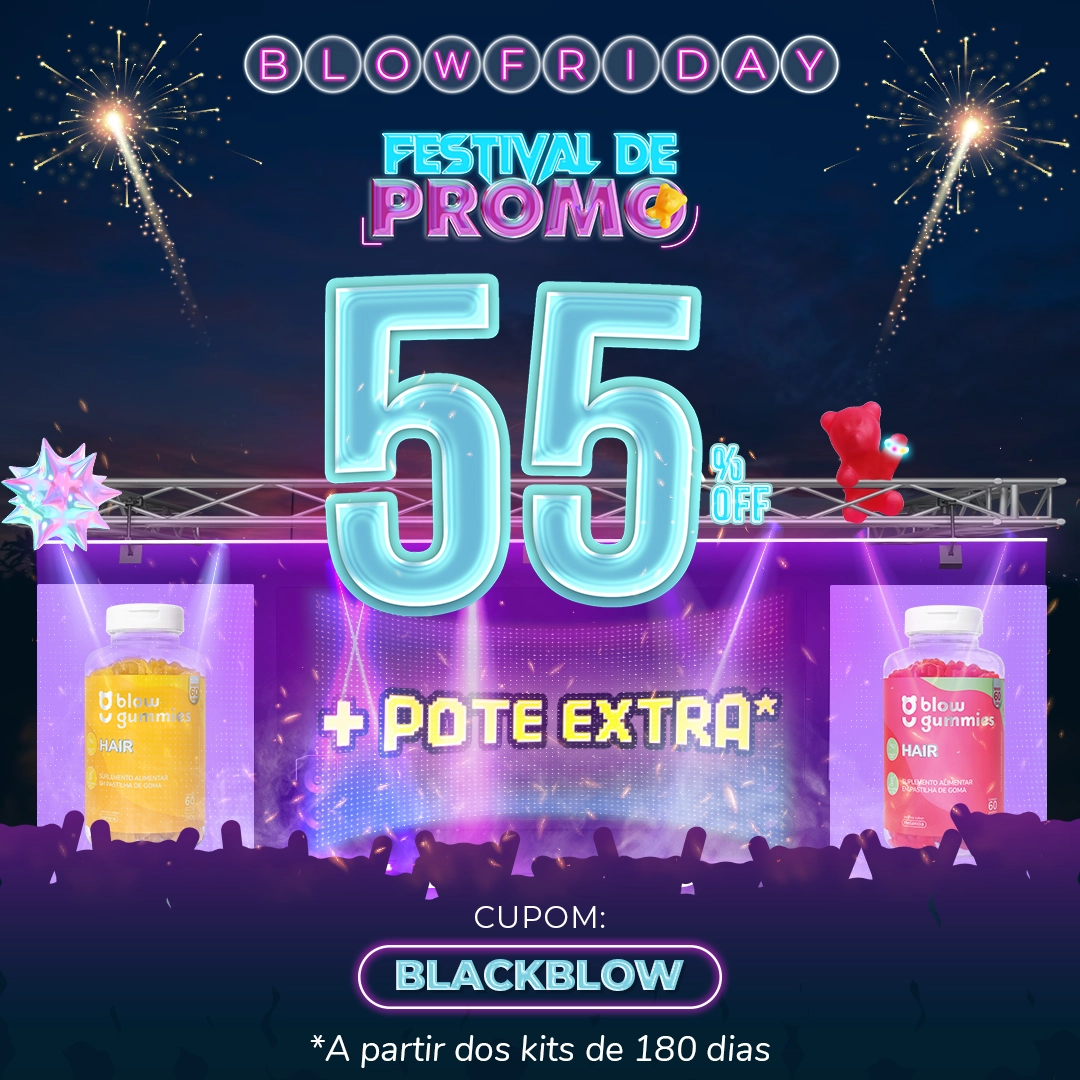 BLOWFRIDAY
FESTIVAL DE
PROMO
55
%
OFF
+ POTE EXTRA*
blow
gummies
HAIR
SUPLEMENTO ALIMENTAR
EM PASTILHA DE GOMA
60
blow
gummies
HAIR
SUPLEMENTO ALIMENTAR
EM PASTILHA DE GOMA
60
CUPOM:
BLACKBLOW
*A partir dos kits de 180 dias